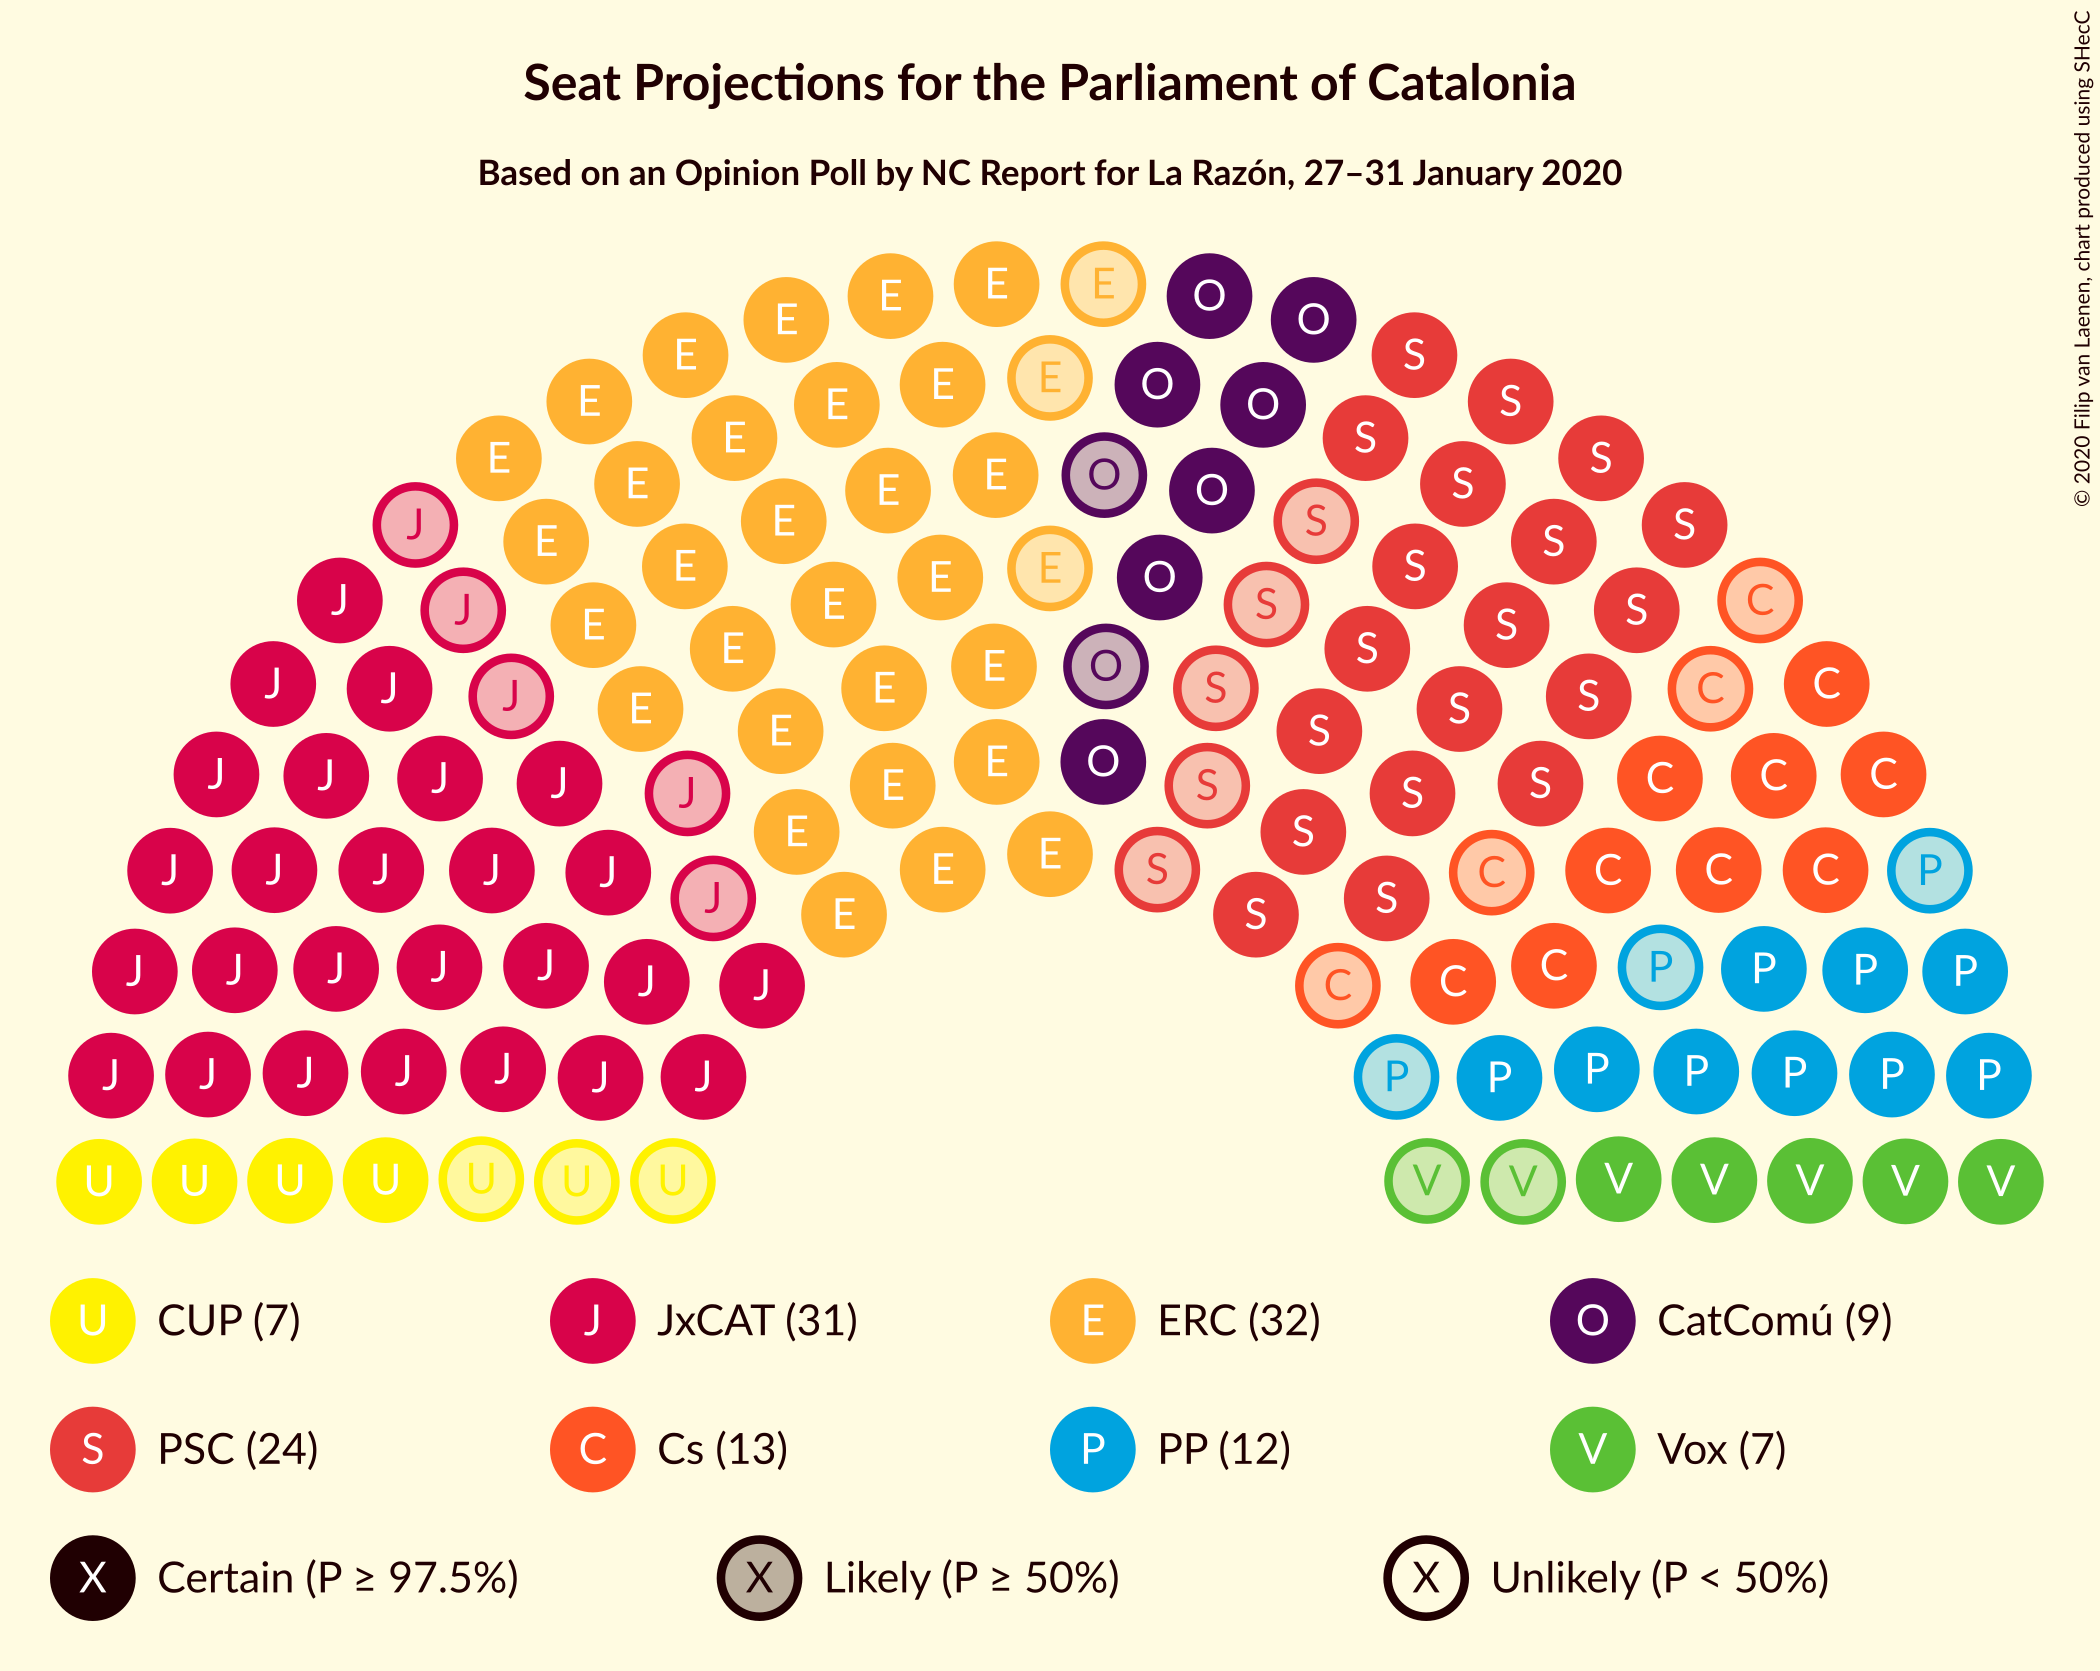 © 2020 Filip van Laenen, chart produced using SHecC
Seat Projections for the Parliament of Catalonia
Based on an Opinion Poll by NC Report for La Razón, 27–31 January 2020
E E
E O
E O
E S
E E O
E E O S
E S
E S
E O
E E O S
J E S S
E S
E E E O S
J J E S S C
E S
E S
E O
J J J E S S C C
E S
E S
E O
J J J J J E S S S C C C
E S
J J J J J E E S C C C C P
J E S S
J J J J J J J C C C P P P P
J J J J J J J P P P P P P P
U U U U U U U V V V V V V V
U CUP (7) J JxCAT (31) E ERC (32) O CatComú (9)
S PSC (24) C Cs (13) P PP (12) V Vox (7)
X Certain (P ≥ 97.5%) X Likely (P ≥ 50%) X Unlikely (P < 50%)